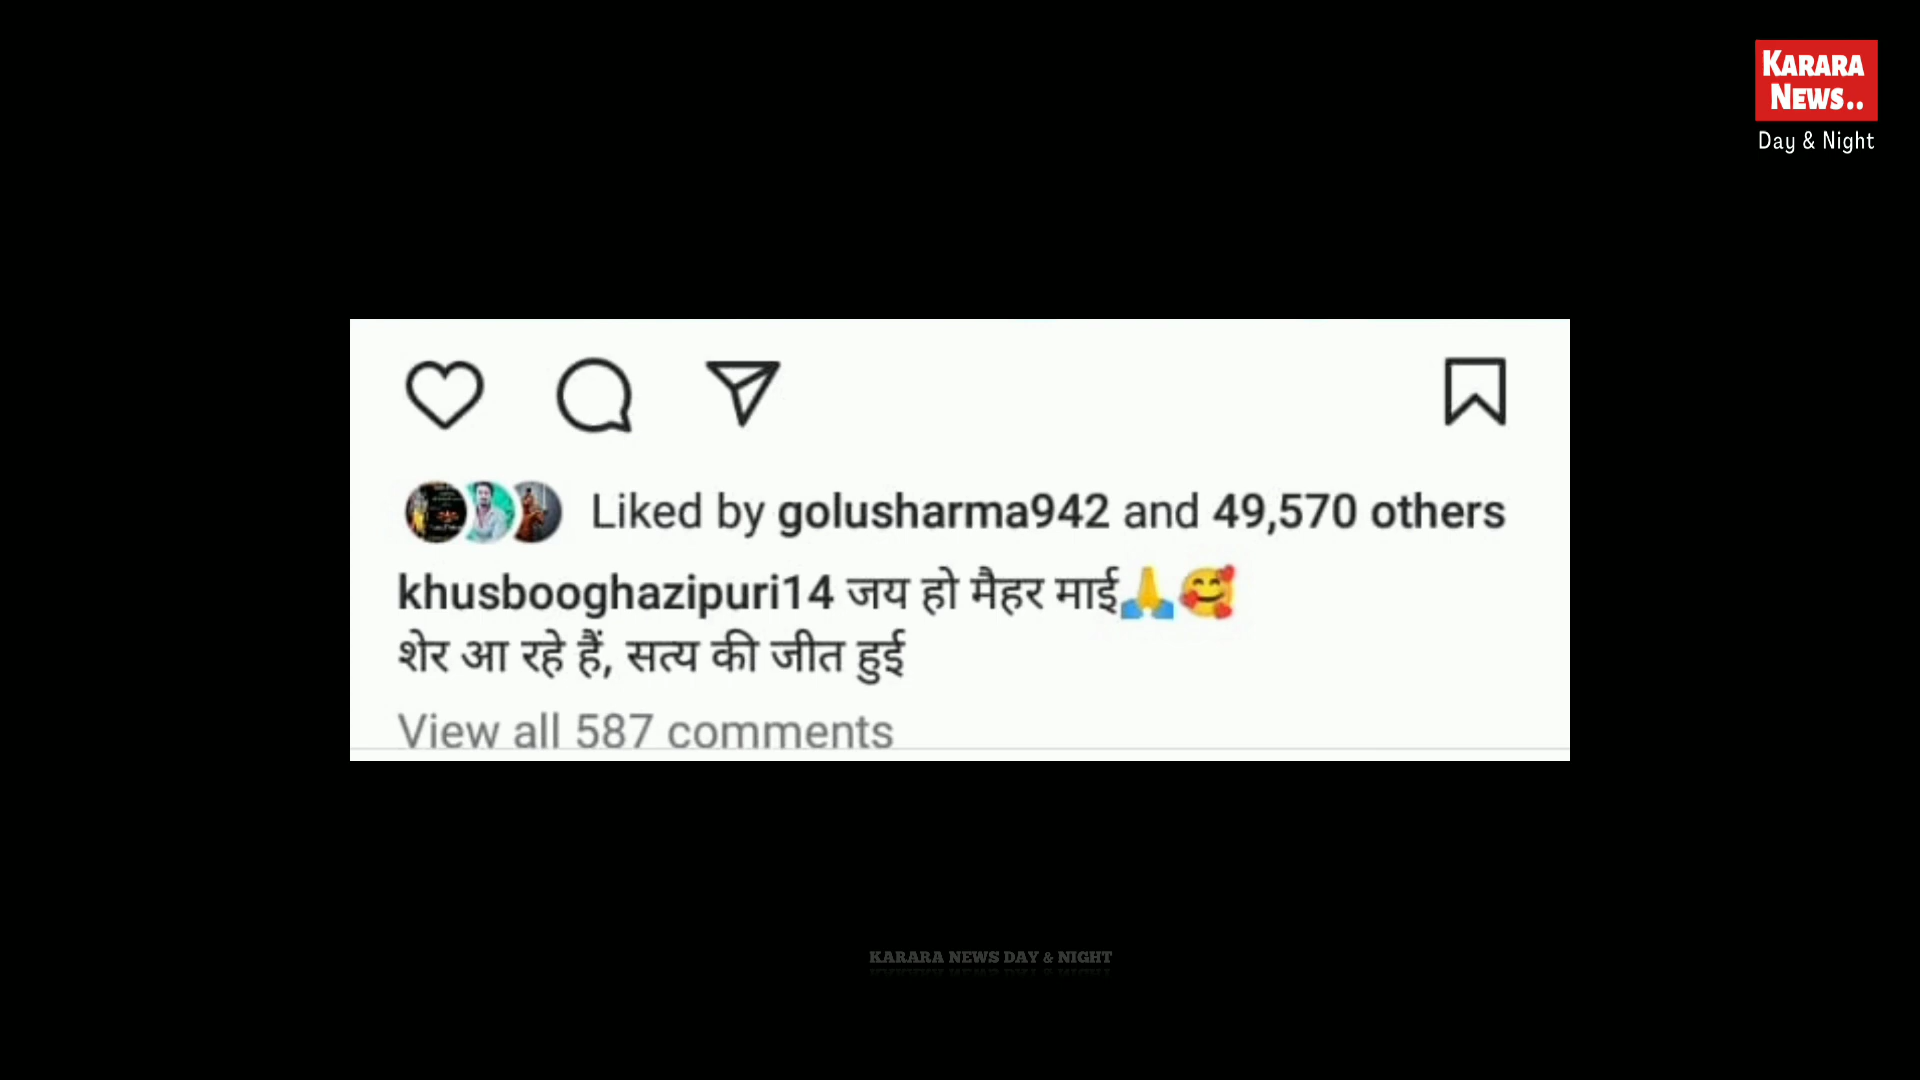 KARARA
NEWS..
Day & Night
Liked by golusharma942 and 49,570 others
khusbooghazipuri14 जय हो मैहर माई🙏🥰
शेर आ रहे हैं, सत्य की जीत हुई
View all 587 comments
KARARA NEWS DAY & NIGHT